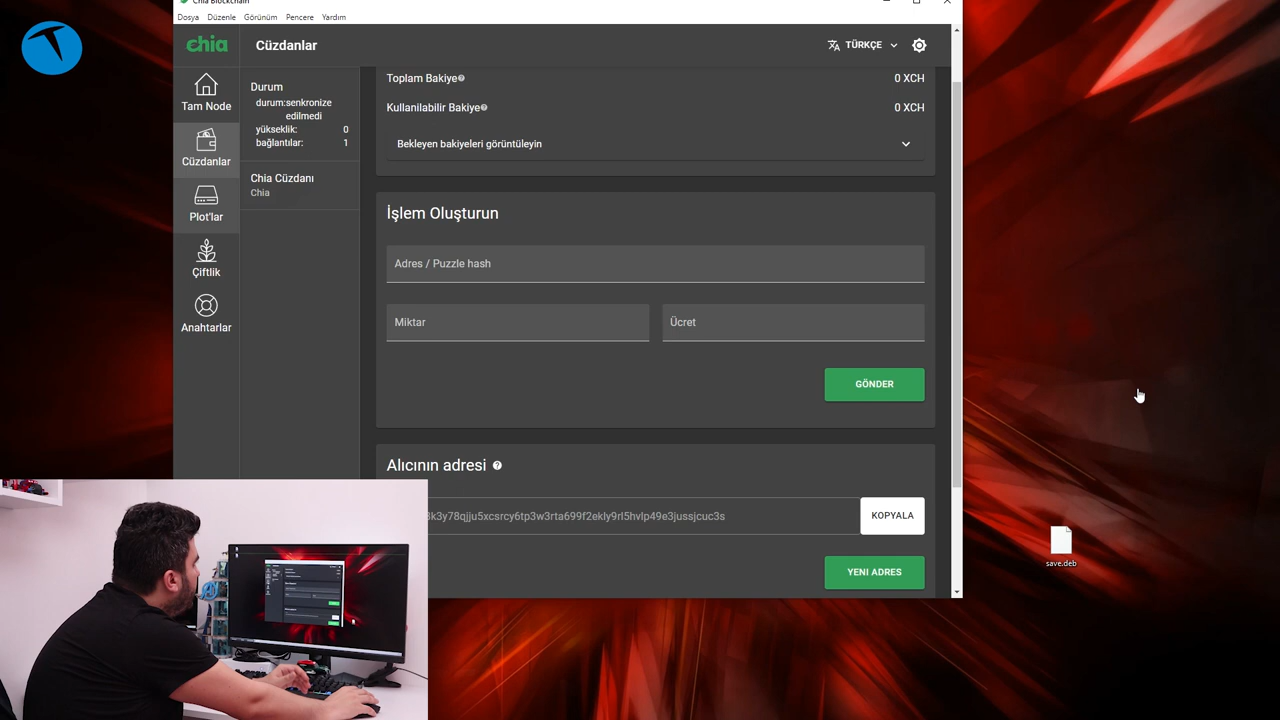 Chia Blockchain
Dosya Düzenle Görünüm Pencere Yardım
chia
Cüzdanlar
TÜRKÇE
Tam Node
Cüzdanlar
Plot'lar
Çiftlik
Anahtarlar
Durum
durum:senkronize
edilmedi
yükseklik: 0
bağlantılar: 1
Chia Cüzdanı
Chia
Toplam Bakiye 0 XCH
Kullanilabilir Bakiye 0 XCH
Bekleyen bakiyeleri görüntüleyin
İşlem Oluşturun
Adres / Puzzle hash
Miktar
Ücret
GÖNDER
Alıcının adresi
k3y78qjju5xcsrcy6tp3w3rta699f2ekly9rl5hvlp49e3jussjcuc3s
KOPYALA
YENI ADRES
save.deb